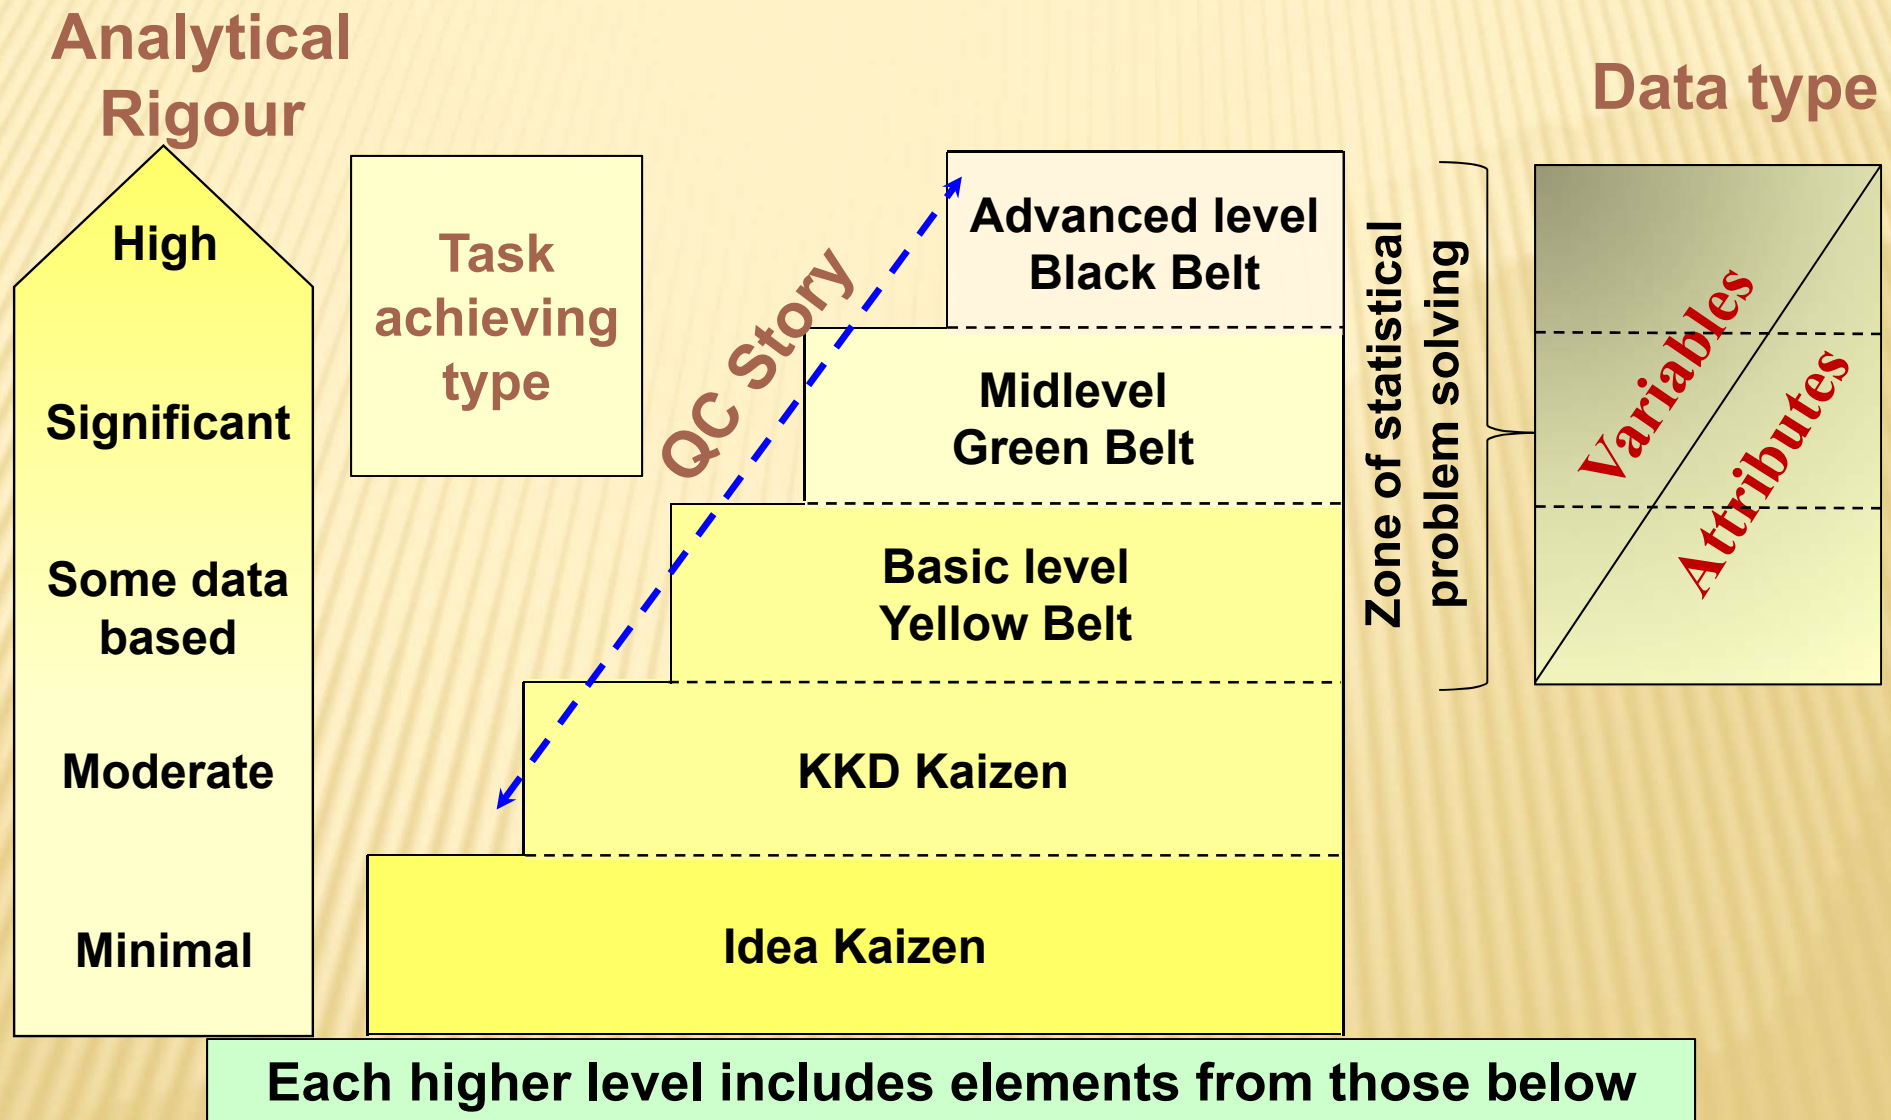 Analytical
Rigour
High
Significant
Some data
based
Moderate
Minimal
Task
achieving
type
QC Story
Advanced level
Black Belt
Midlevel
Green Belt
Basic level
Yellow Belt
KKD Kaizen
Idea Kaizen
Zone of statistical
problem solving
Data type
Variables
Attributes
Each higher level includes elements from those below